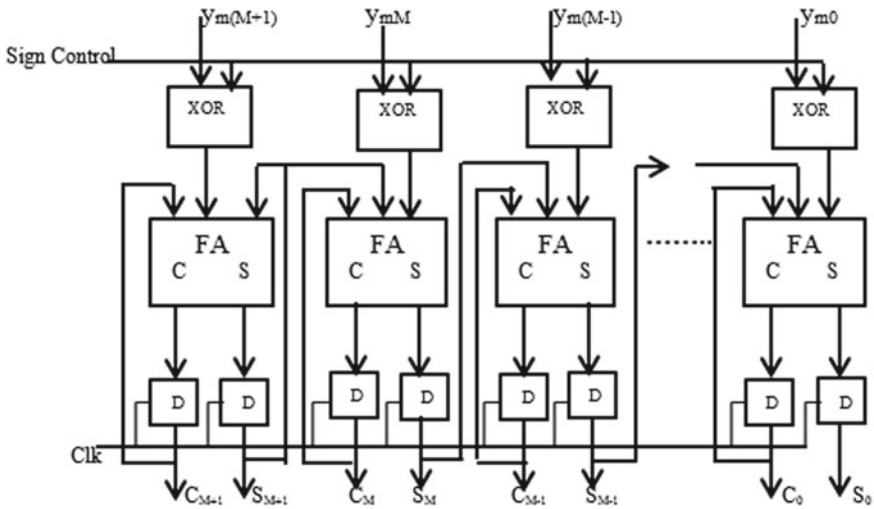 ym(M+1) ymM ym(M-1) ym0
Sign Control
XOR XOR XOR XOR
FA FA FA FA
C S C S C S C S
D D D D D D D D
Clk
CM+1 SM+1 CM SM CM-1 SM-1 C0 S0